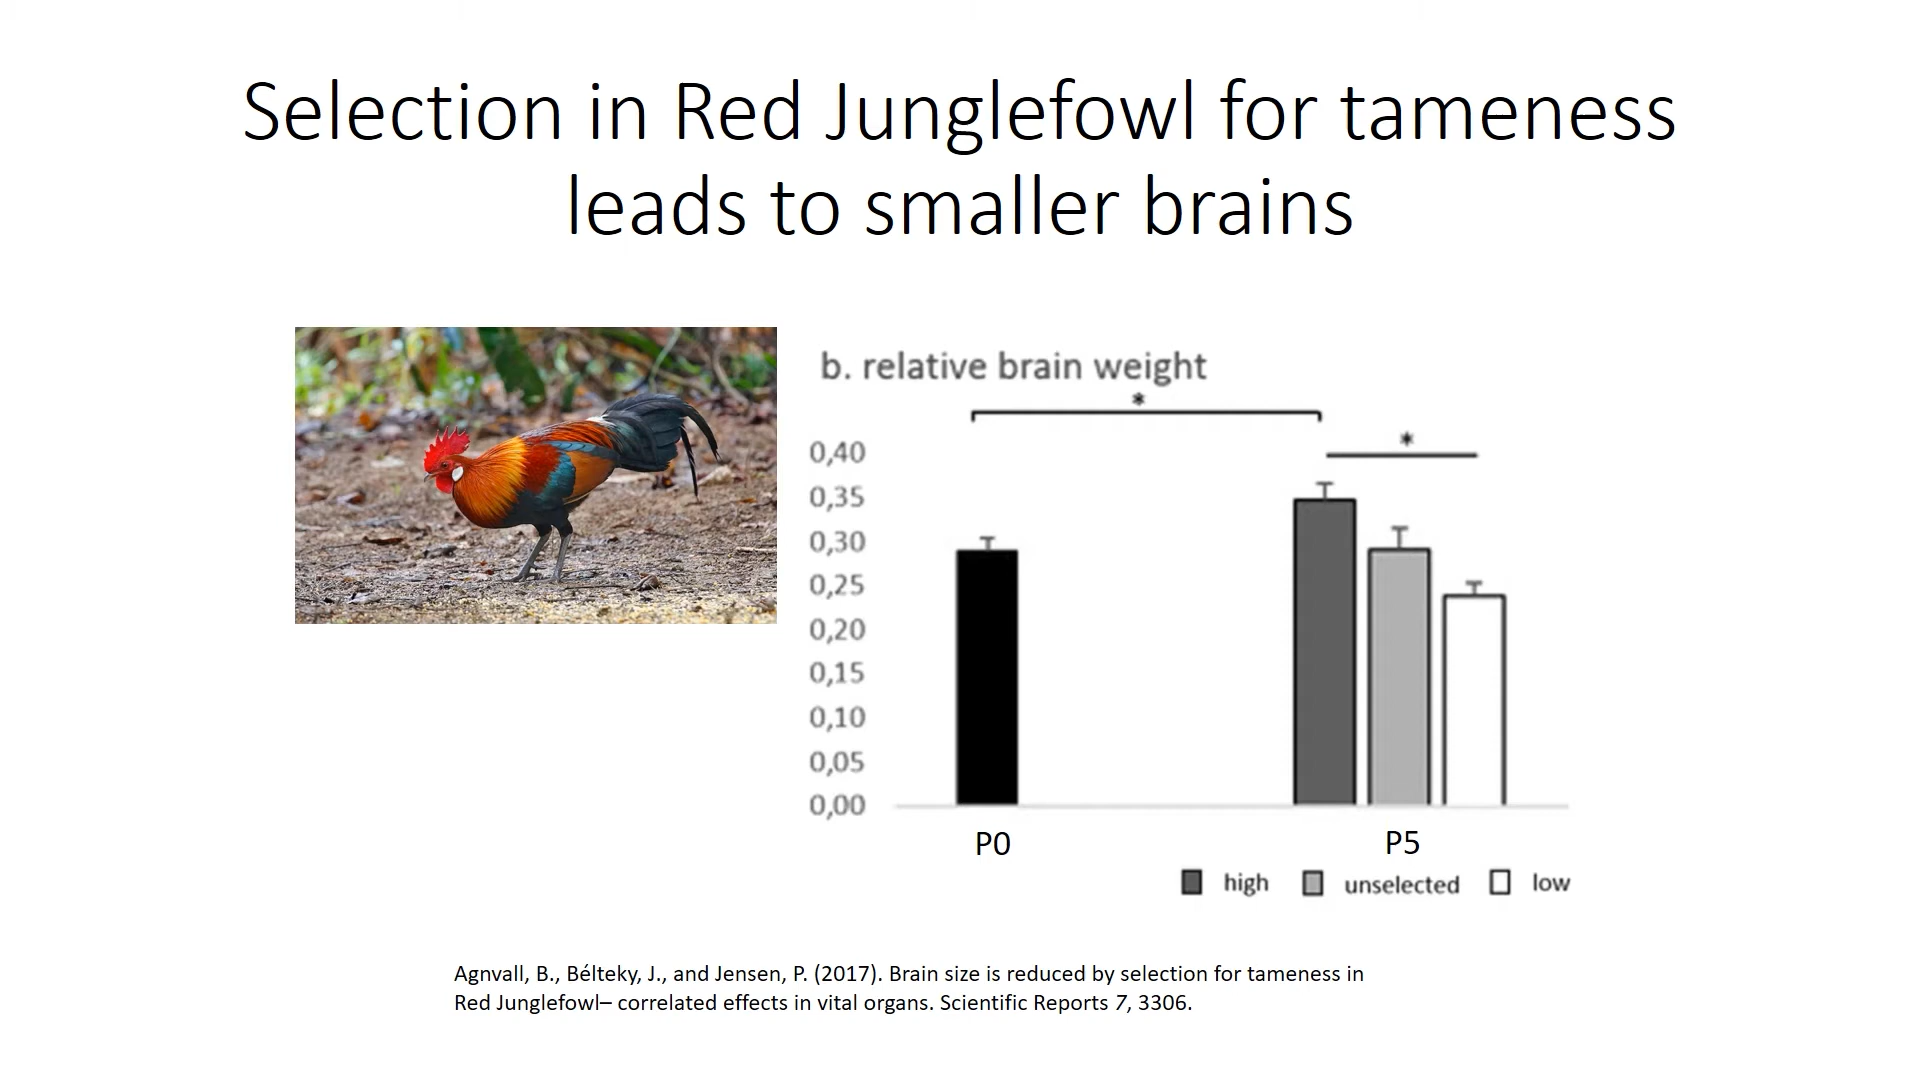 Selection in Red Junglefowl for tameness
leads to smaller brains
b. relative brain weight
*
*
0,40
0,35
0,30
0,25
0,20
0,15
0,10
0,05
0,00
P0
P5
high
unselected
low
Agnvall, B., Bélteky, J., and Jensen, P. (2017). Brain size is reduced by selection for tameness in
Red Junglefowl– correlated effects in vital organs. Scientific Reports 7, 3306.